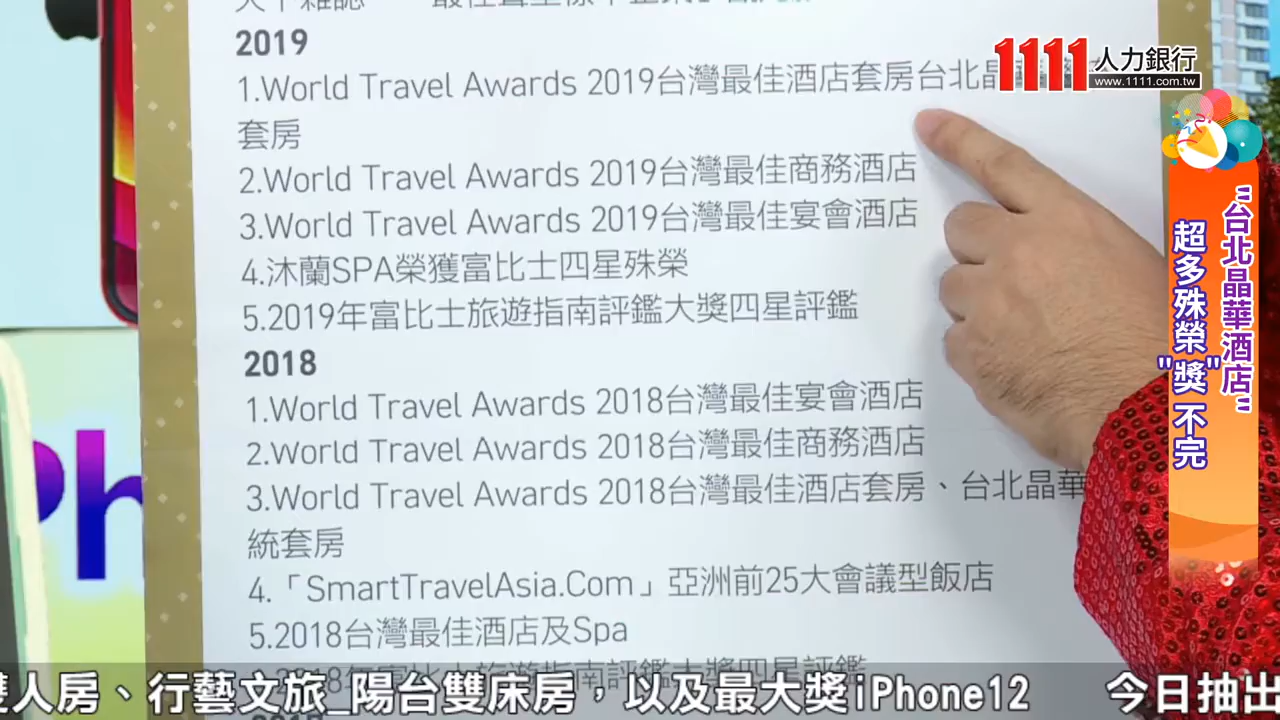 2019
1.World Travel Awards 2019台灣最佳酒店套房台北晶
套房
2.World Travel Awards 2019台灣最佳商務酒店
3.World Travel Awards 2019台灣最佳宴會酒店
4.沐蘭SPA榮獲富比士四星殊榮
5.2019年富比士旅遊指南評鑑大獎四星評鑑
2018
1.World Travel Awards 2018台灣最佳宴會酒店
2.World Travel Awards 2018台灣最佳商務酒店
3.World Travel Awards 2018台灣最佳酒店套房、台北晶華
統套房
4.「SmartTravelAsia.Com」亞洲前25大會議型飯店
5.2018台灣最佳酒店及Spa
Ph
1111人力銀行
www.1111.com.tw
"台北晶華酒店"
超多殊榮"獎"不完
雙人房、行藝文旅_陽台雙床房，以及最大獎iPhone12 今日抽出